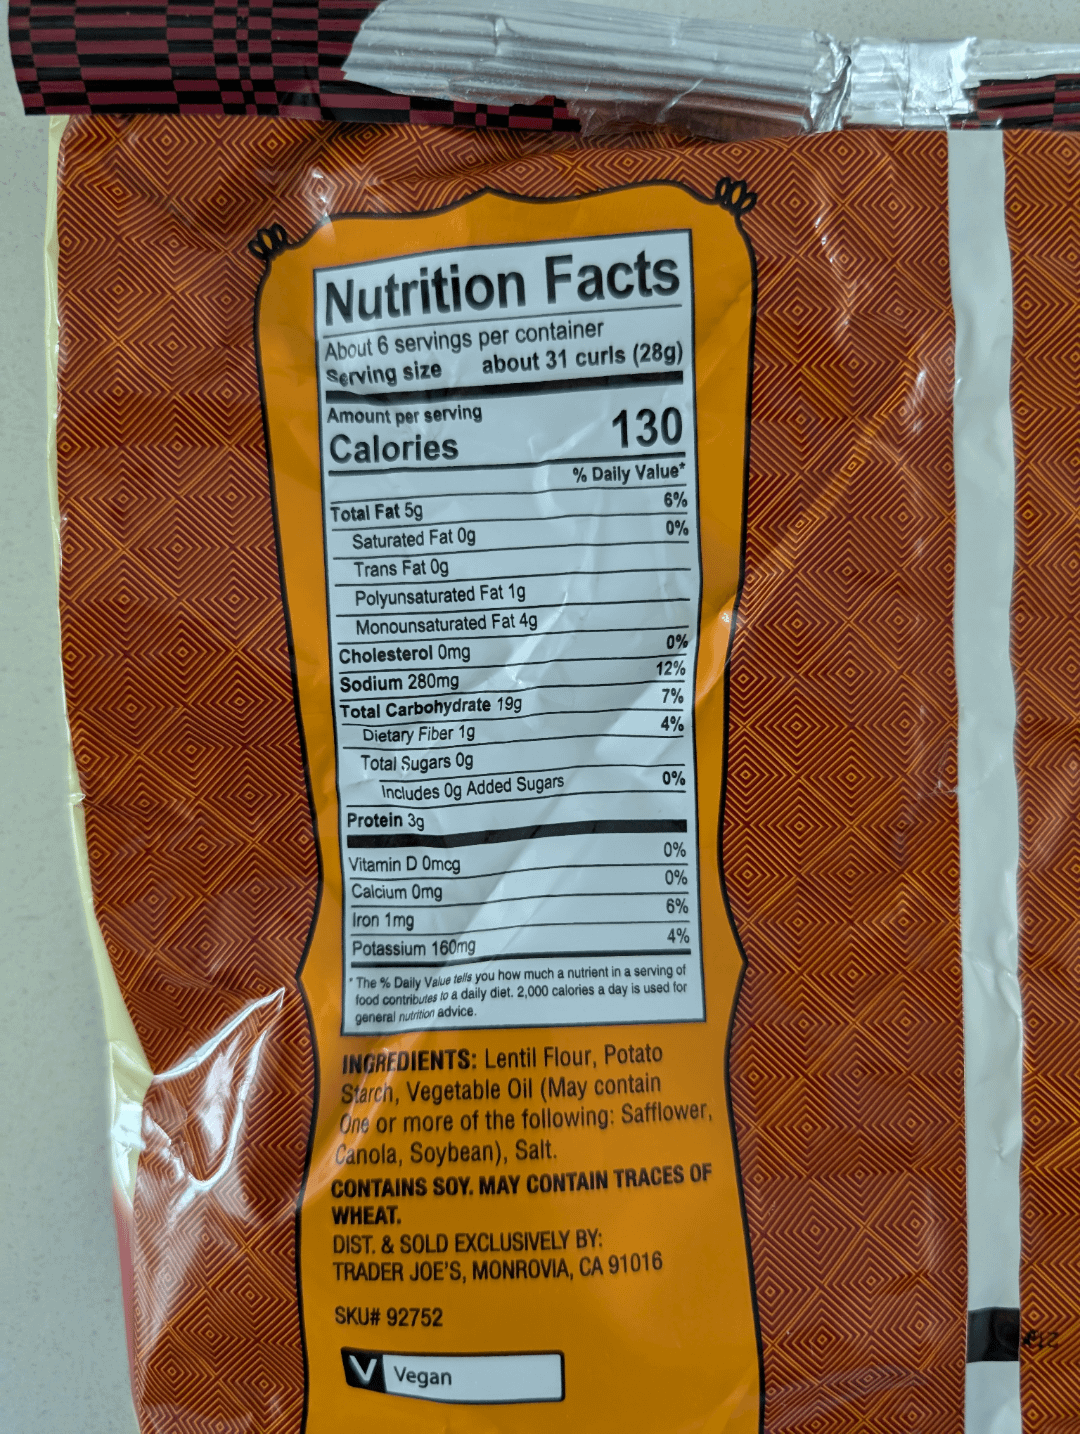 Nutrition Facts
About 6 servings per container
Serving size about 31 curls (28g)
Amount per serving
Calories 130
% Daily Value*
Total Fat 5g 6%
Saturated Fat 0g 0%
Trans Fat 0g
Polyunsaturated Fat 1g
Monounsaturated Fat 4g
Cholesterol 0mg 0%
Sodium 280mg 12%
Total Carbohydrate 19g 7%
Dietary Fiber 1g 4%
Total Sugars 0g
Includes 0g Added Sugars 0%
Protein 3g
Vitamin D 0mcg 0%
Calcium 0mg 0%
Iron 1mg 6%
Potassium 160mg 4%
* The % Daily Value tells you how much a nutrient in a serving of
food contributes to a daily diet. 2,000 calories a day is used for
general nutrition advice.
INGREDIENTS: Lentil Flour, Potato
Starch, Vegetable Oil (May contain
One or more of the following: Safflower,
Canola, Soybean), Salt.
CONTAINS SOY. MAY CONTAIN TRACES OF
WHEAT.
DIST. & SOLD EXCLUSIVELY BY:
TRADER JOE'S, MONROVIA, CA 91016
SKU# 92752
V Vegan